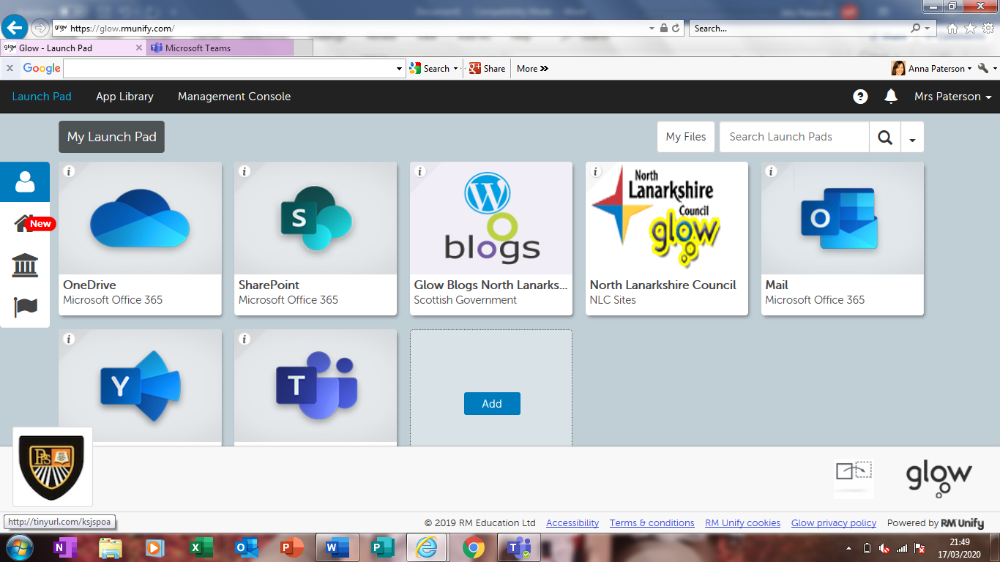 https://glow.rmunify.com/
Search...
Glow - Launch Pad
Microsoft Teams
Google
Search
Share
More
Anna Paterson
Launch Pad
App Library
Management Console
Mrs Paterson
My Launch Pad
My Files
Search Launch Pads
New
OneDrive
Microsoft Office 365
S
SharePoint
Microsoft Office 365
blogs
Glow Blogs North Lanarks...
Scottish Government
North
Lanarkshire
Council
glow
North Lanarkshire Council
NLC Sites
O
Mail
Microsoft Office 365
Y
T
Add
PPS
glow
http://tinyurl.com/ksjspoa
© 2019 RM Education Ltd
Accessibility
Terms & conditions
RM Unify cookies
Glow privacy policy
Powered by RM Unify
21:49
17/03/2020